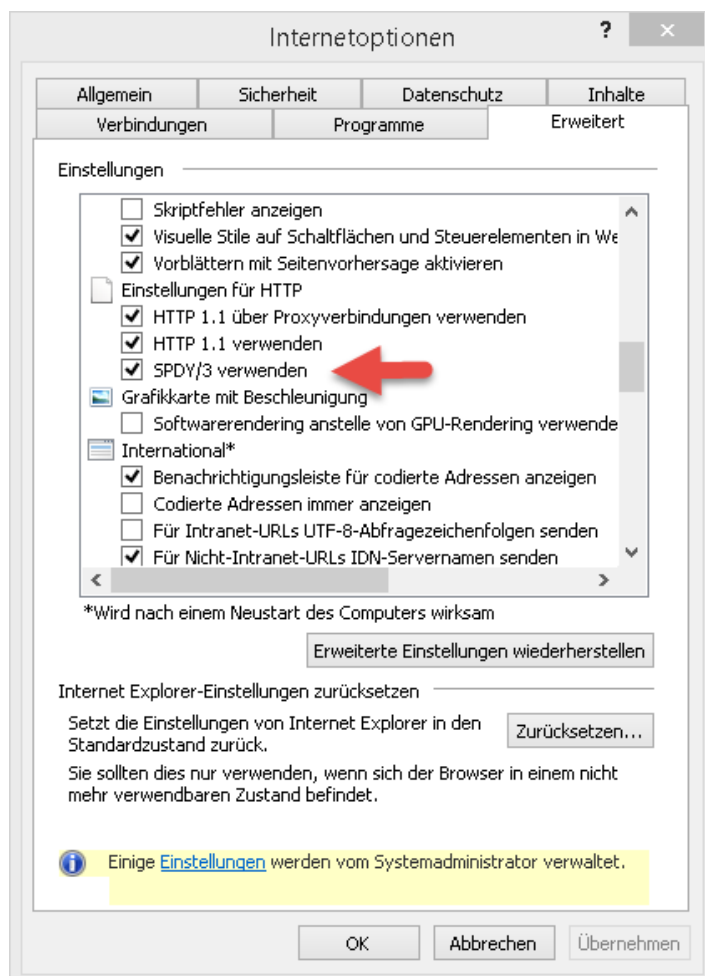 Internetoptionen
?
Allgemein Sicherheit Datenschutz Inhalte
Verbindungen Programme Erweitert
Einstellungen
Skriptfehler anzeigen
Visuelle Stile auf Schaltflächen und Steuerelementen in We
Vorblättern mit Seitenvorhersage aktivieren
Einstellungen für HTTP
HTTP 1.1 über Proxyverbindungen verwenden
HTTP 1.1 verwenden
SPDY/3 verwenden
Grafikkarte mit Beschleunigung
Softwarerendering anstelle von GPU-Rendering verwende
International*
Benachrichtigungsleiste für codierte Adressen anzeigen
Codierte Adressen immer anzeigen
Für Intranet-URLs UTF-8-Abfragezeichenfolgen senden
Für Nicht-Intranet-URLs IDN-Servernamen senden
*Wird nach einem Neustart des Computers wirksam
Erweiterte Einstellungen wiederherstellen
Internet Explorer-Einstellungen zurücksetzen
Setzt die Einstellungen von Internet Explorer in den
Standardzustand zurück.
Zurücksetzen...
Sie sollten dies nur verwenden, wenn sich der Browser in einem nicht
mehr verwendbaren Zustand befindet.
Einige Einstellungen werden vom Systemadministrator verwaltet.
OK Abbrechen Übernehmen